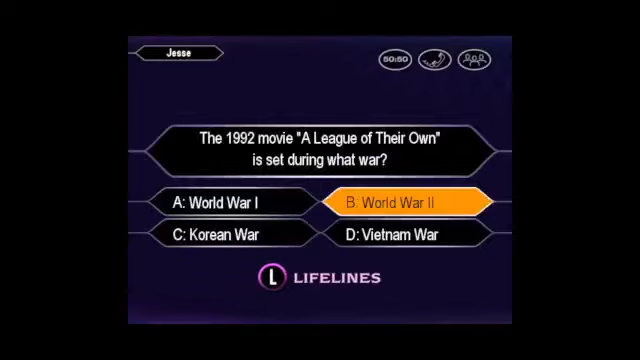 Jesse
50:50
The 1992 movie "A League of Their Own"
is set during what war?
A: World War I
B: World War II
C: Korean War
D: Vietnam War
L LIFELINES